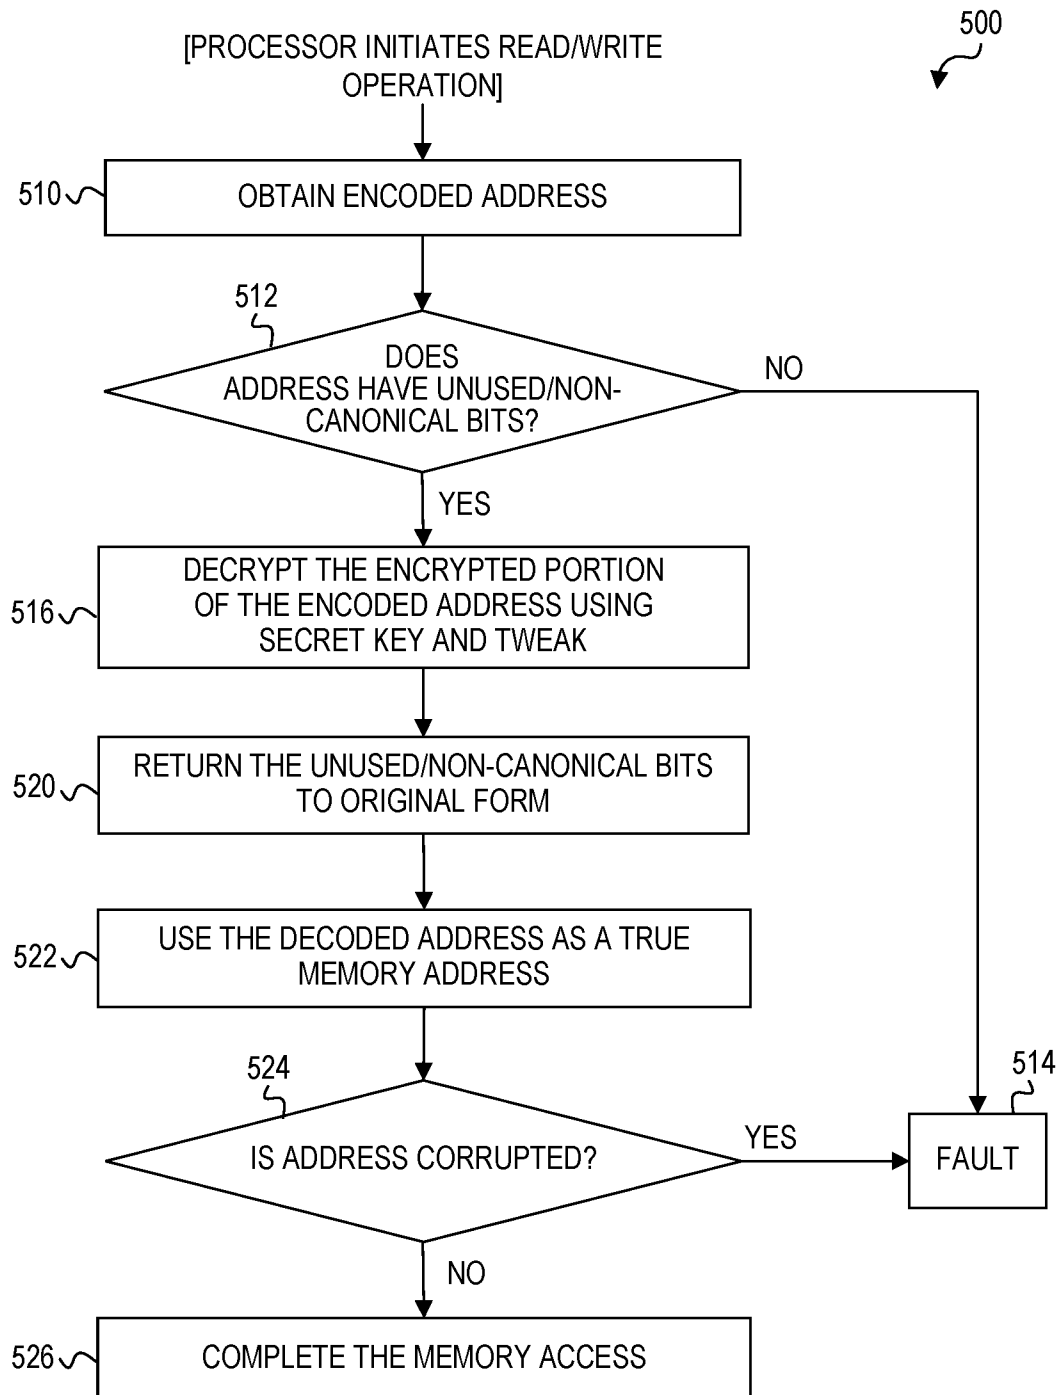 500
[PROCESSOR INITIATES READ/WRITE
OPERATION]
510
OBTAIN ENCODED ADDRESS
512
DOES
ADDRESS HAVE UNUSED/NON-
CANONICAL BITS?
NO
YES
516
DECRYPT THE ENCRYPTED PORTION
OF THE ENCODED ADDRESS USING
SECRET KEY AND TWEAK
520
RETURN THE UNUSED/NON-CANONICAL BITS
TO ORIGINAL FORM
522
USE THE DECODED ADDRESS AS A TRUE
MEMORY ADDRESS
524
IS ADDRESS CORRUPTED?
YES
514
FAULT
NO
526
COMPLETE THE MEMORY ACCESS